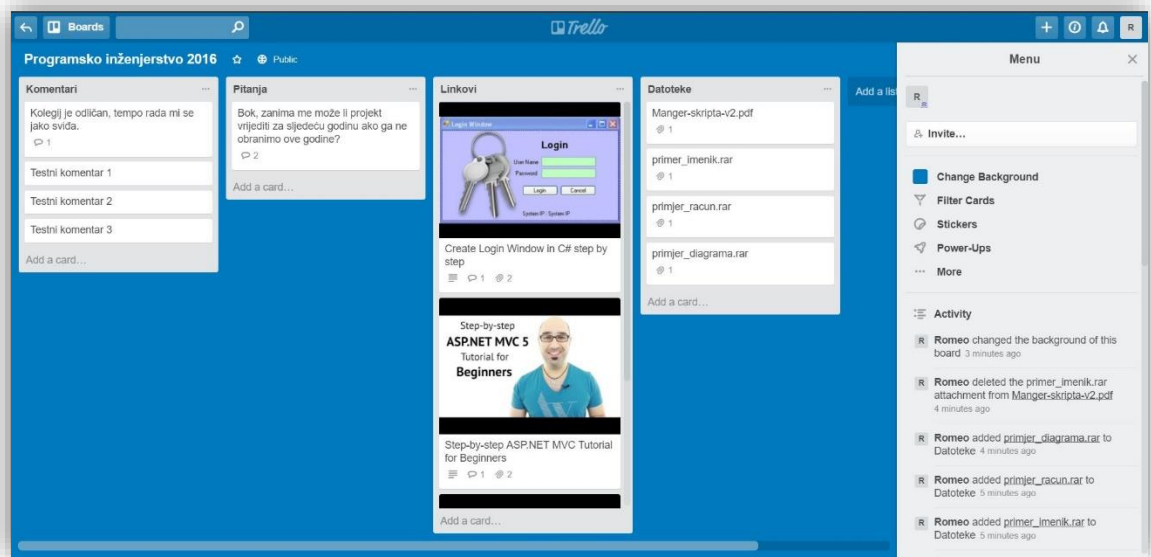 Boards
Trello
R
Programsko inženjerstvo 2016
Public
Komentari
Kolegij je odličan, tempo rada mi se
jako sviđa.
1
Testni komentar 1
Testni komentar 2
Testni komentar 3
Add a card…
Pitanja
Bok, zanima me može li projekt
vrijediti za sljedeću godinu ako ga ne
obranimo ove godine?
2
Add a card…
Linkovi
Login Window
Login
User Name
Password
Login Cancel
System IP : System IP
Create Login Window in C# step by
step
1 2
Step-by-step
ASP.NET MVC 5
Tutorial for
Beginners
Step-by-step ASP.NET MVC Tutorial
for Beginners
1 2
Add a card…
Datoteke
Manger-skripta-v2.pdf
1
primer_imenik.rar
1
primjer_racun.rar
1
primjer_diagrama.rar
1
Add a card…
Add a list
Menu
R
Invite…
Change Background
Filter Cards
Stickers
Power-Ups
More
Activity
R Romeo changed the background of this
board 3 minutes ago
R Romeo deleted the primer_imenik.rar
attachment from Manger-skripta-v2.pdf
4 minutes ago
R Romeo added primjer_diagrama.rar to
Datoteke 4 minutes ago
R Romeo added primjer_racun.rar to
Datoteke 5 minutes ago
R Romeo added primer_imenik.rar to
Datoteke 5 minutes ago